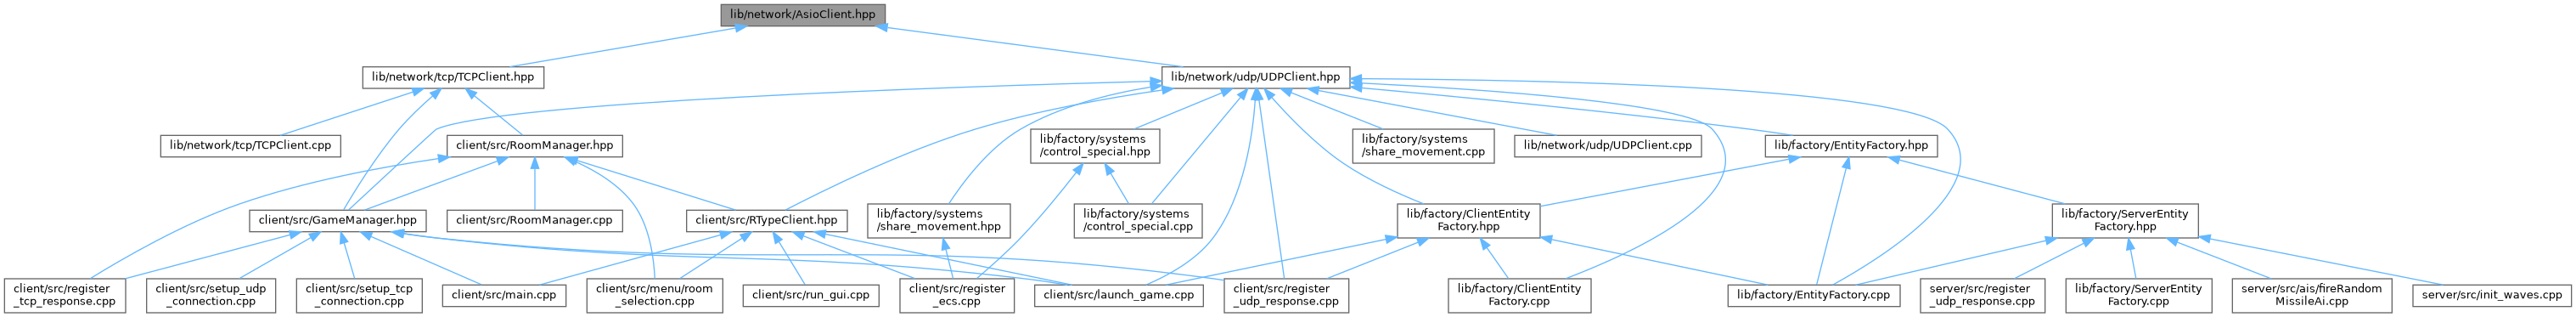 lib/network/AsioClient.hpp
lib/network/tcp/TCPClient.hpp
lib/network/udp/UDPClient.hpp
lib/network/tcp/TCPClient.cpp
client/src/RoomManager.hpp
lib/factory/systems
/control_special.hpp
lib/factory/systems
/share_movement.cpp
lib/network/udp/UDPClient.cpp
lib/factory/EntityFactory.hpp
client/src/GameManager.hpp
client/src/RoomManager.cpp
client/src/RTypeClient.hpp
lib/factory/systems
/share_movement.hpp
lib/factory/systems
/control_special.cpp
lib/factory/ClientEntity
Factory.hpp
lib/factory/ServerEntity
Factory.hpp
client/src/register
_tcp_response.cpp
client/src/setup_udp
_connection.cpp
client/src/setup_tcp
_connection.cpp
client/src/main.cpp
client/src/menu/room
_selection.cpp
client/src/run_gui.cpp
client/src/register
_ecs.cpp
client/src/launch_game.cpp
client/src/register
_udp_response.cpp
lib/factory/ClientEntity
Factory.cpp
lib/factory/EntityFactory.cpp
server/src/register
_udp_response.cpp
lib/factory/ServerEntity
Factory.cpp
server/src/ais/fireRandom
MissileAi.cpp
server/src/init_waves.cpp